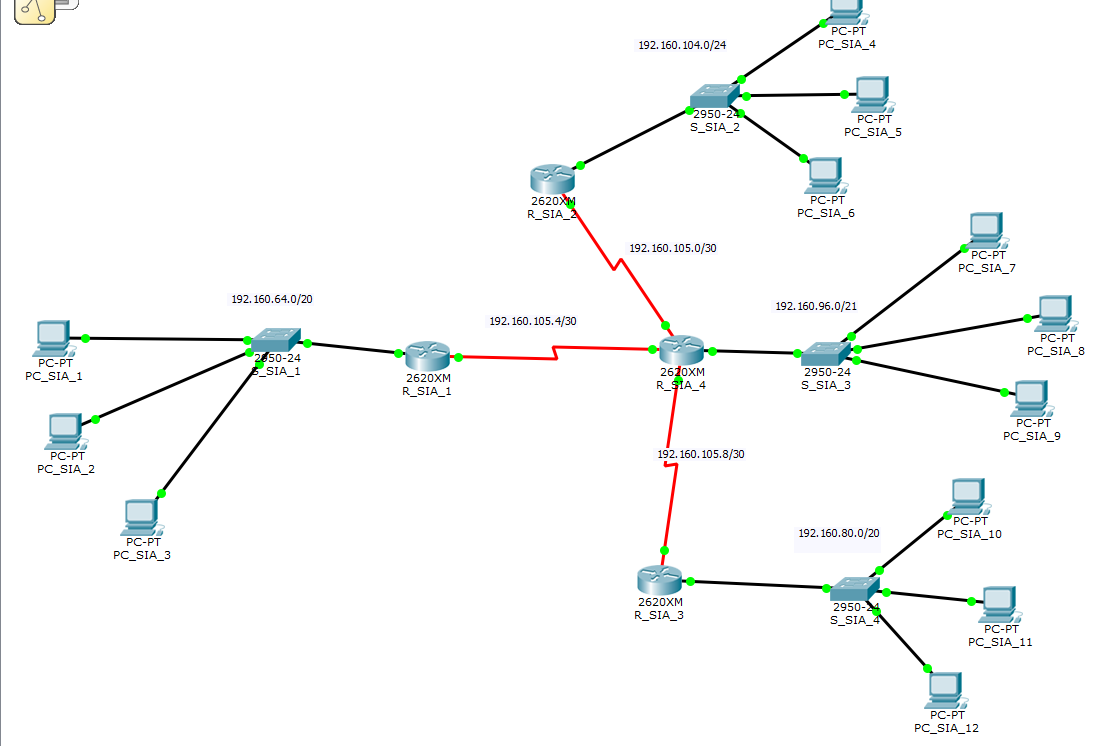 PC-PT
PC_SIA_4
192.160.104.0/24
2950-24
S_SIA_2
PC-PT
PC_SIA_5
2620XM
R_SIA_2
PC-PT
PC_SIA_6
192.160.105.0/30
PC-PT
PC_SIA_7
192.160.64.0/20
192.160.96.0/21
192.160.105.4/30
PC-PT
PC_SIA_1
2950-24
S_SIA_1
2620XM
R_SIA_1
2620XM
R_SIA_4
2950-24
S_SIA_3
PC-PT
PC_SIA_8
PC-PT
PC_SIA_9
PC-PT
PC_SIA_2
192.160.105.8/30
PC-PT
PC_SIA_3
192.160.80.0/20
PC-PT
PC_SIA_10
2620XM
R_SIA_3
2950-24
S_SIA_4
PC-PT
PC_SIA_11
PC-PT
PC_SIA_12